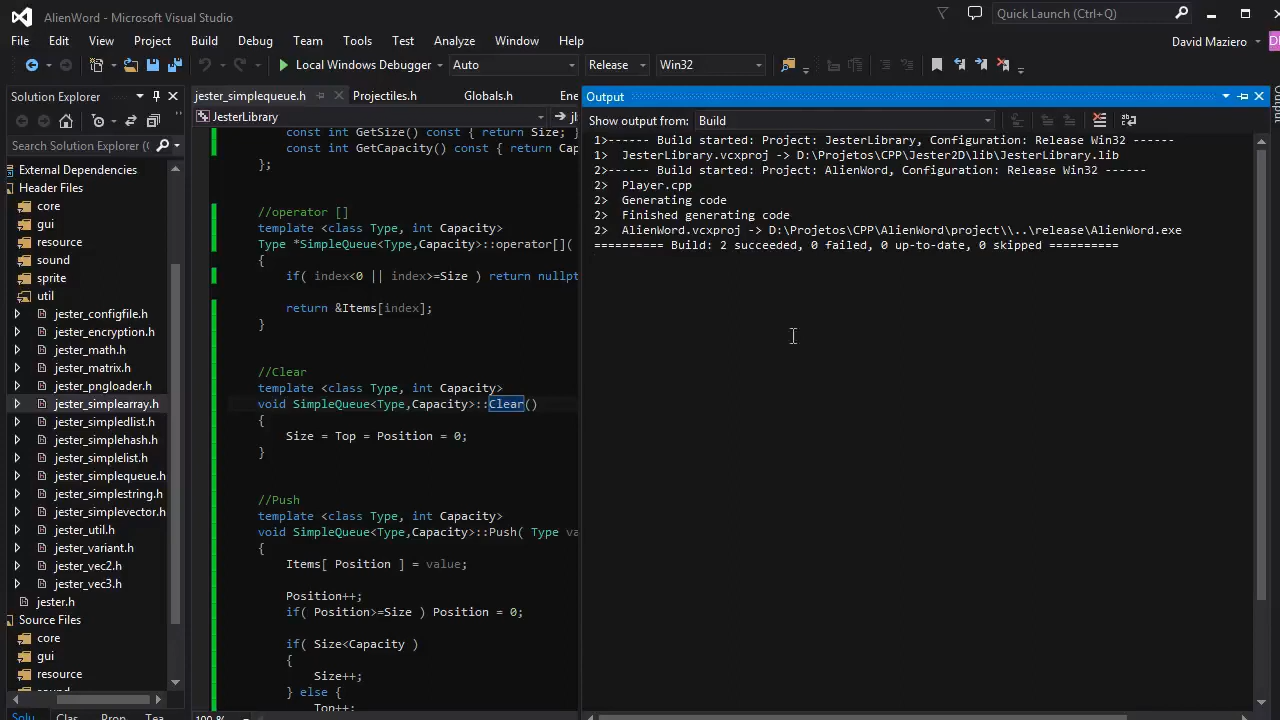 AlienWord - Microsoft Visual Studio
Quick Launch (Ctrl+Q)
File Edit View Project Build Debug Team Tools Test Analyze Window Help
David Maziero
Local Windows Debugger Auto Release Win32
Solution Explorer
Search Solution Explorer (
External Dependencies
Header Files
core
gui
resource
sound
sprite
util
jester_configfile.h
jester_encryption.h
jester_math.h
jester_matrix.h
jester_pngloader.h
jester_simplearray.h
jester_simpledlist.h
jester_simplehash.h
jester_simplelist.h
jester_simplequeue.h
jester_simplestring.h
jester_simplevector.h
jester_util.h
jester_variant.h
jester_vec2.h
jester_vec3.h
jester.h
Source Files
core
gui
resource
jester_simplequeue.h Projectiles.h Globals.h
JesterLibrary
const int GetSize() const { return Size; }
const int GetCapacity() const { return Cap
};
//operator []
template <class Type, int Capacity>
Type *SimpleQueue<Type,Capacity>::operator[](
{
if( index<0 || index>=Size ) return nullpt
return &Items[index];
}
//Clear
template <class Type, int Capacity>
void SimpleQueue<Type,Capacity>::Clear()
{
Size = Top = Position = 0;
}
//Push
template <class Type, int Capacity>
void SimpleQueue<Type,Capacity>::Push( Type va
{
Items[ Position ] = value;
Position++;
if( Position>=Size ) Position = 0;
if( Size<Capacity )
{
Size++;
} else {
Top++;
Output
Show output from: Build
1>------ Build started: Project: JesterLibrary, Configuration: Release Win32 ------
1> JesterLibrary.vcxproj -> D:\Projetos\CPP\Jester2D\lib\JesterLibrary.lib
2>------ Build started: Project: AlienWord, Configuration: Release Win32 ------
2> Player.cpp
2> Generating code
2> Finished generating code
2> AlienWord.vcxproj -> D:\Projetos\CPP\AlienWord\project\\..\release\AlienWord.exe
========== Build: 2 succeeded, 0 failed, 0 up-to-date, 0 skipped ==========
Output